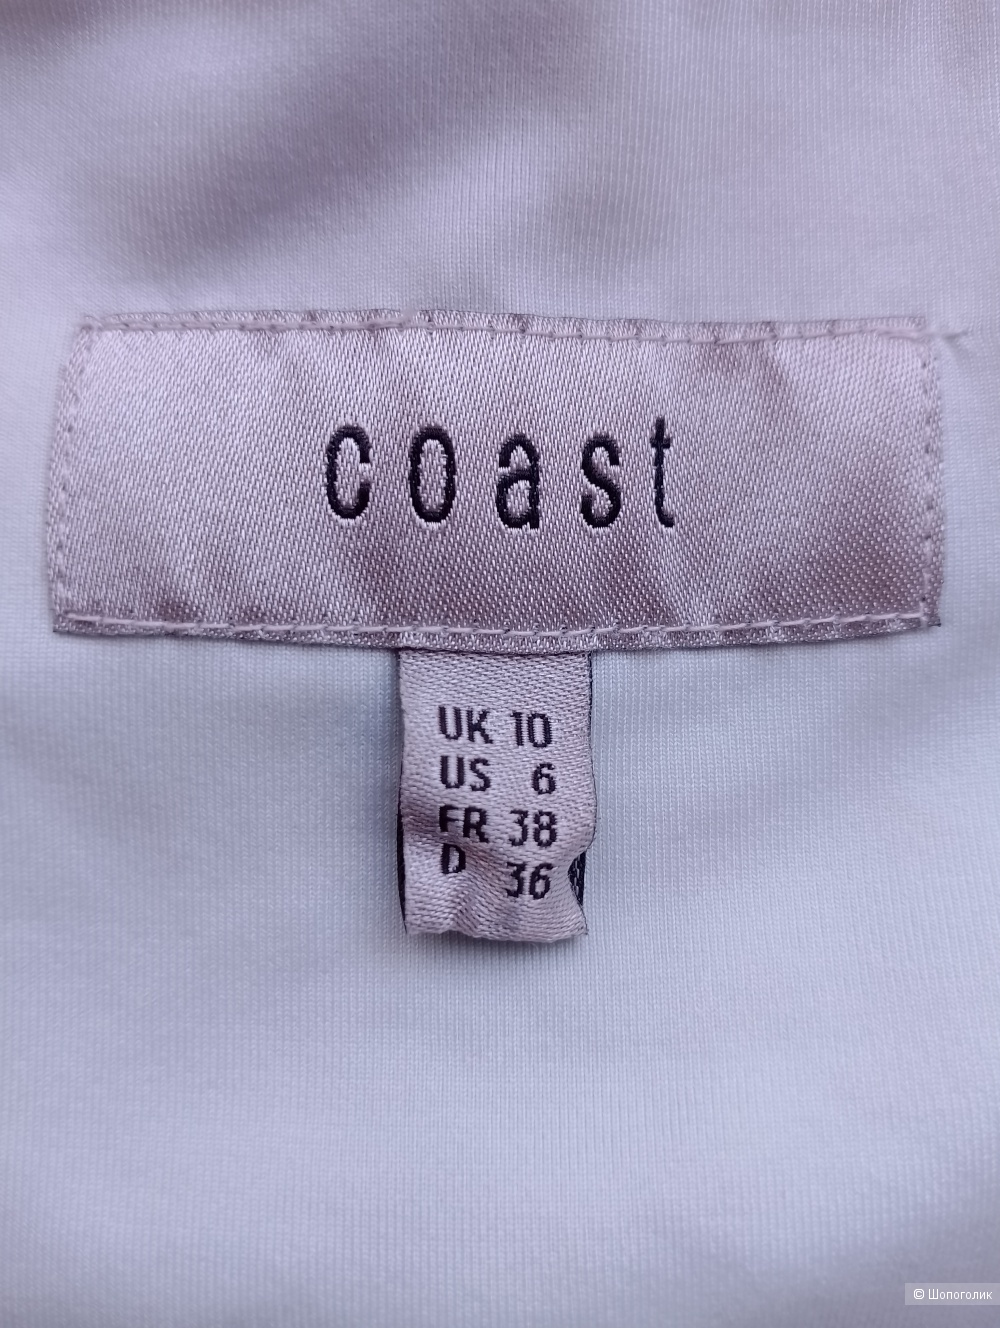 coast
UK 10
US 6
FR 38
D 36
© Шопоголик